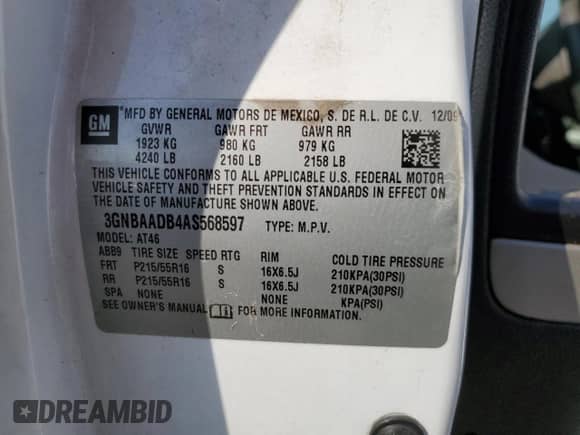 GM
*MFD BY GENERAL MOTORS DE MEXICO, S. DE R.L. DE C.V. 12/09
GVWR GAWR FRT GAWR RR
1923 KG 980 KG 979 KG
4240 LB 2160 LB 2158 LB
THIS VEHICLE CONFORMS TO ALL APPLICABLE U.S. FEDERAL MOTOR
VEHICLE SAFETY AND THEFT PREVENTION STANDARDS IN EFFECT ON
THE DATE OF MANUFACTURE SHOWN ABOVE.
3GNBAADB4AS568597 TYPE: M.P.V.
MODEL: AT46
ABB9 TIRE SIZE SPEED RTG RIM COLD TIRE PRESSURE
FRT P215/55R16 S 16X6.5J 210KPA(30PSI)
RR P215/55R16 S 16X6.5J 210KPA(30PSI)
SPA NONE NONE KPA(PSI)
SEE OWNER'S MANUAL FOR MORE INFORMATION.
DREAMBID